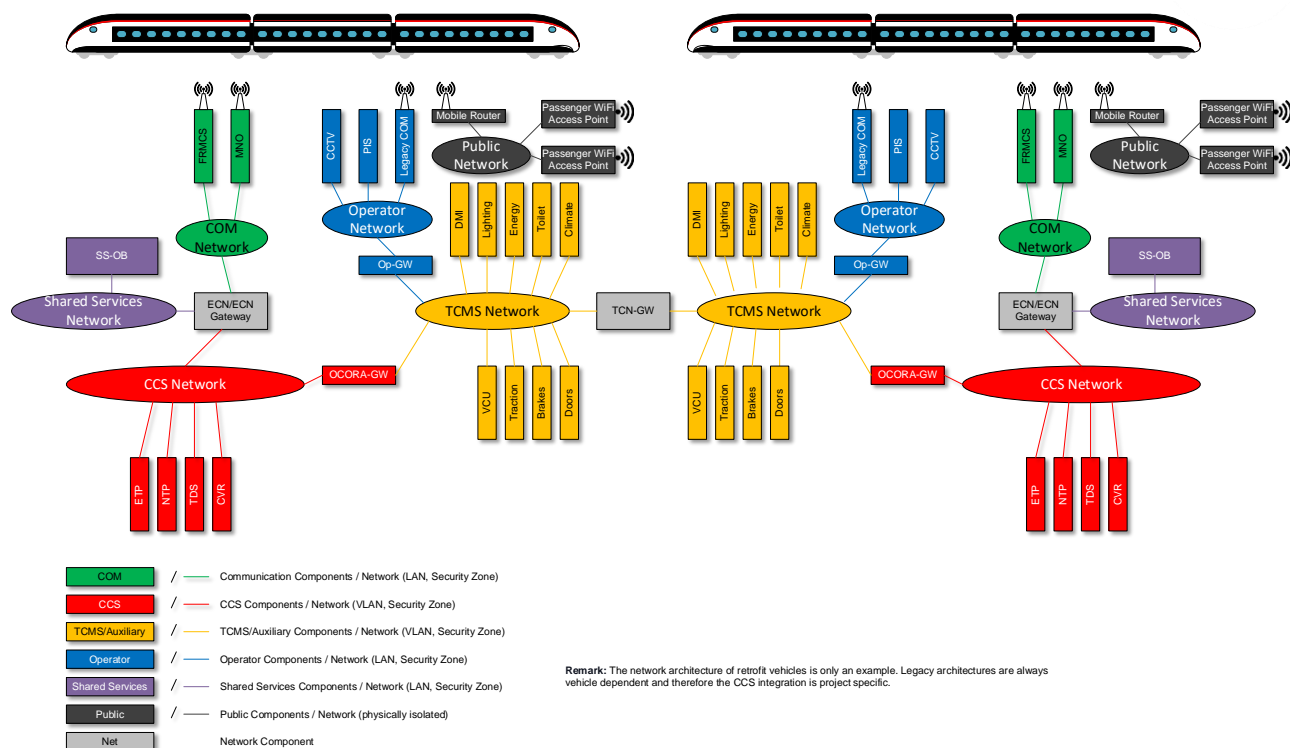 FRMCS
MNO
CCTV
PIS
Legacy COM
Mobile Router
Public
Network
Passenger WiFi
Access Point
Passenger WiFi
Access Point
Legacy COM
PIS
CCTV
FRMCS
MNO
Mobile Router
Public
Network
Passenger WiFi
Access Point
Passenger WiFi
Access Point
COM
Network
Operator
Network
DMI
Lighting
Energy
Toilet
Climate
DMI
Lighting
Energy
Toilet
Climate
Operator
Network
COM
Network
SS-OB
Op-GW
Op-GW
SS-OB
Shared Services
Network
ECN/ECN
Gateway
TCMS Network
TCN-GW
TCMS Network
ECN/ECN
Gateway
Shared Services
Network
CCS Network
OCORA-GW
VCU
Traction
Brakes
Doors
VCU
Traction
Brakes
Doors
OCORA-GW
CCS Network
ETP
NTP
TDS
CVR
ETP
NTP
TDS
CVR
COM / Communication Components / Network (LAN, Security Zone)
CCS / CCS Components / Network (VLAN, Security Zone)
TCMS/Auxiliary / TCMS/Auxiliary Components / Network (VLAN, Security Zone)
Operator / Operator Components / Network (LAN, Security Zone)
Shared Services / Shared Services Components / Network (LAN, Security Zone)
Public / Public Components / Network (physically isolated)
Net Network Component
Remark: The network architecture of retrofit vehicles is only an example. Legacy architectures are always
vehicle dependent and therefore the CCS integration is project specific.